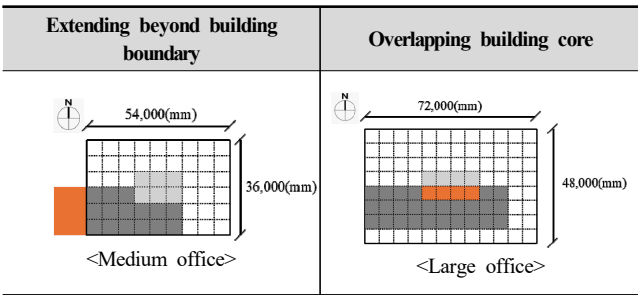 Extending beyond building
boundary
Overlapping building core
N
54,000(mm)
36,000(mm)
<Medium office>
N
72,000(mm)
48,000(mm)
<Large office>